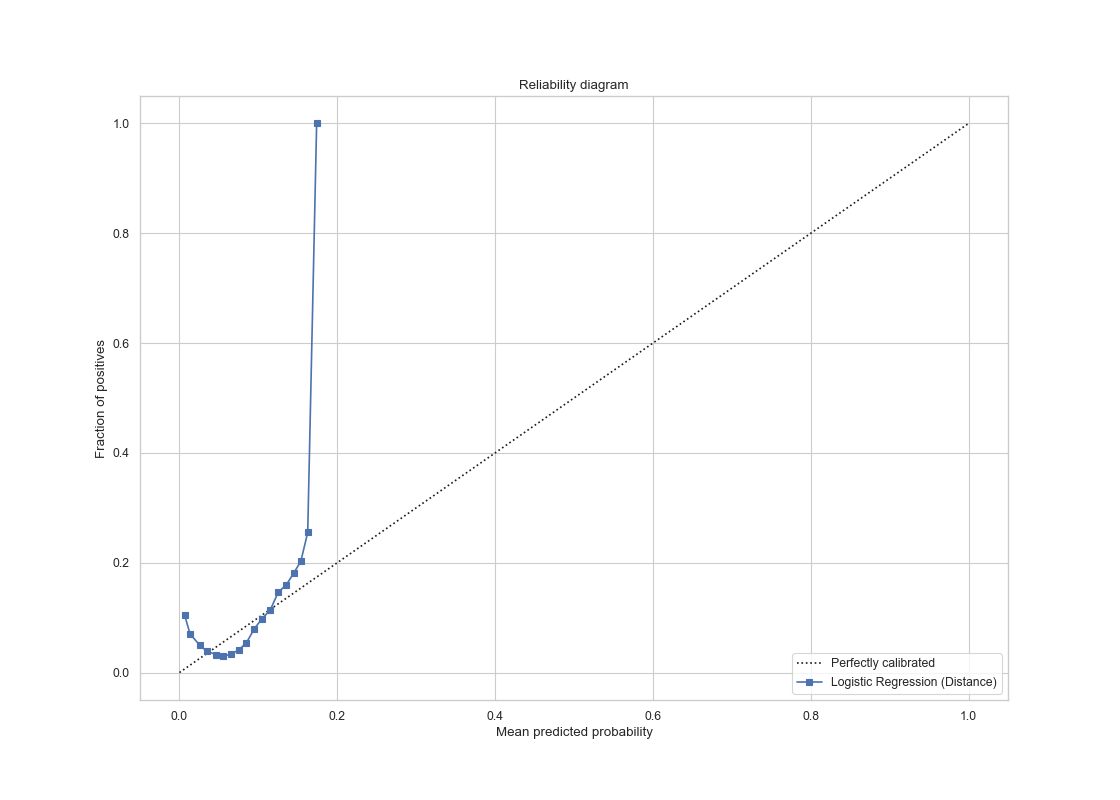 Reliability diagram
1.0
0.8
0.6
0.4
0.2
0.0
Fraction of positives
0.0 0.2 0.4 0.6 0.8 1.0
Mean predicted probability
Perfectly calibrated
Logistic Regression (Distance)